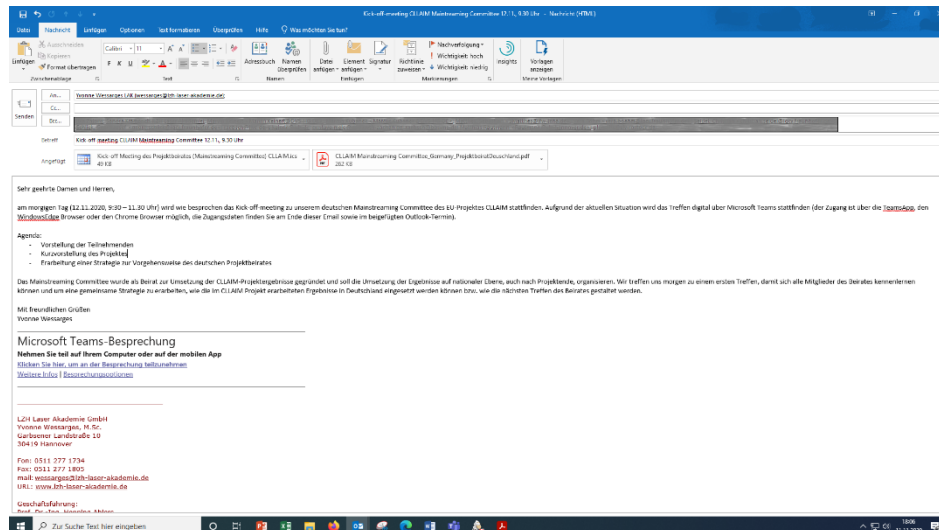 Kick-off-meeting CLLAIM Mainstreaming Committee 12.11., 9.30 Uhr - Nachricht (HTML)
Datei Nachricht Einfügen Optionen Text formatieren Überprüfen Hilfe Was möchten Sie tun?
Einfügen
Ausschneiden
Kopieren
Format übertragen
Zwischenablage
Calibri 11
F K U
Text
Adressbuch
Namen Überprüfen
Namen
Datei anfügen
Element anfügen
Signatur
Einfügen
Richtlinie zuweisen
Nachverfolgung
Wichtigkeit: hoch
Wichtigkeit: niedrig
Markierungen
Insights
Vorlagen anzeigen
Meine Vorlagen
Senden
An...
Cc...
Bcc...
Betreff Kick-off-meeting CLLAIM Mainstreaming Committee 12.11., 9.30 Uhr
Angefügt
Kick-off Meeting des Projektbeirates (Mainstreaming Committee) CLLAIM.ics
49 KB
CLLAIM Mainstreaming Committee_Germany_ProjektbeiratDeuschland.pdf
262 KB
Sehr geehrte Damen und Herren,
am morgigen Tag (12.11.2020, 9:30 – 11.30 Uhr) wird wie besprochen das Kick-off-meeting zu unserem deutschen Mainstreaming Committee des EU-Projektes CLLAIM stattfinden. Aufgrund der aktuellen Situation wird das Treffen digital über Microsoft Teams stattfinden (der Zugang ist über die TeamsApp, den
WindowsEdge Browser oder den Chrome Browser möglich, die Zugangsdaten finden Sie am Ende dieser Email sowie im beigefügten Outlook-Termin).
Agenda:
- Vorstellung der Teilnehmenden
- Kurzvorstellung des Projektes
- Erarbeitung einer Strategie zur Vorgehensweise des deutschen Projektbeirates
Das Mainstreaming Committee wurde als Beirat zur Umsetzung der CLLAIM-Projektergebnisse gegründet und soll die Umsetzung der Ergebnisse auf nationaler Ebene, auch nach Projektende, organisieren. Wir treffen uns morgen zu einem ersten Treffen, damit sich alle Mitglieder des Beirates kennenlernen
können und um eine gemeinsame Strategie zu erarbeiten, wie die im CLLAIM Projekt erarbeiteten Ergebnisse in Deutschland eingesetzt werden können bzw. wie die nächsten Treffen des Beirates gestaltet werden.
Mit freundlichen Grüßen
Yvonne Wessarges
Microsoft Teams-Besprechung
Nehmen Sie teil auf Ihrem Computer oder auf der mobilen App
Klicken Sie hier, um an der Besprechung teilzunehmen
Weitere Infos | Besprechungsoptionen
LZH Laser Akademie GmbH
Yvonne Wessarges, M.Sc.
Garbsener Landstraße 10
30419 Hannover
Fon: 0511 277 1734
Fax: 0511 277 1805
mail: wessarges@lzh-laser-akademie.de
URL: www.lzh-laser-akademie.de
Geschäftsführung:
Zur Suche Text hier eingeben
18:06